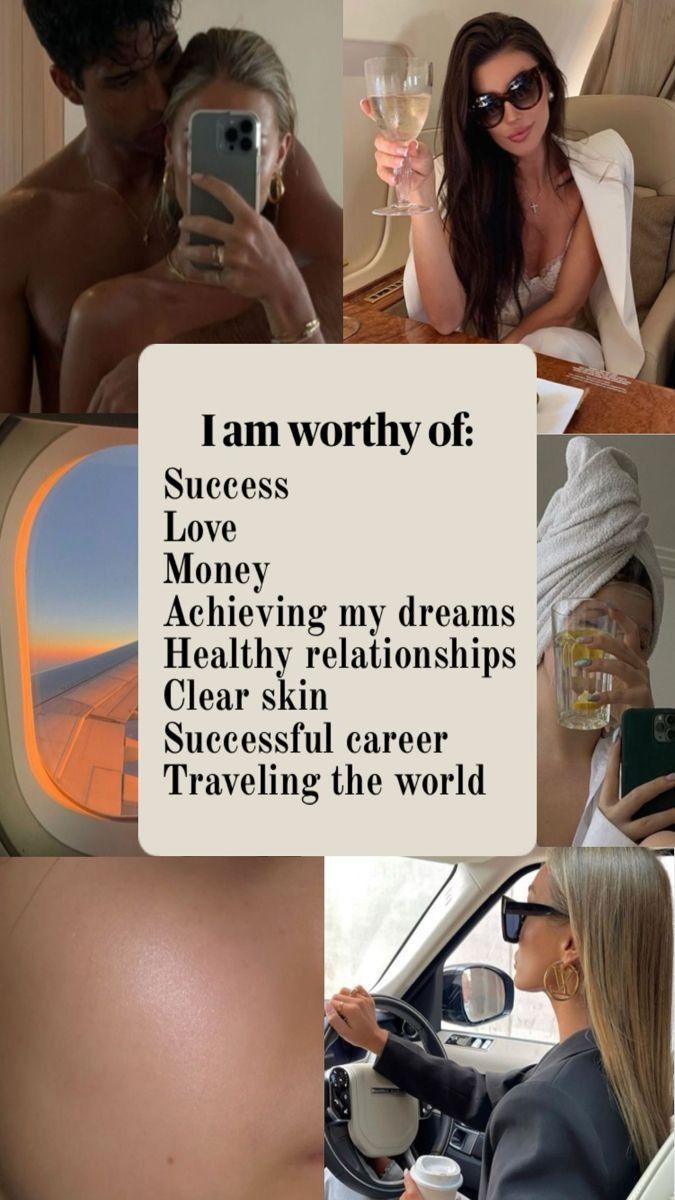 I am worthy of:
Success
Love
Money
Achieving my dreams
Healthy relationships
Clear skin
Successful career
Traveling the world